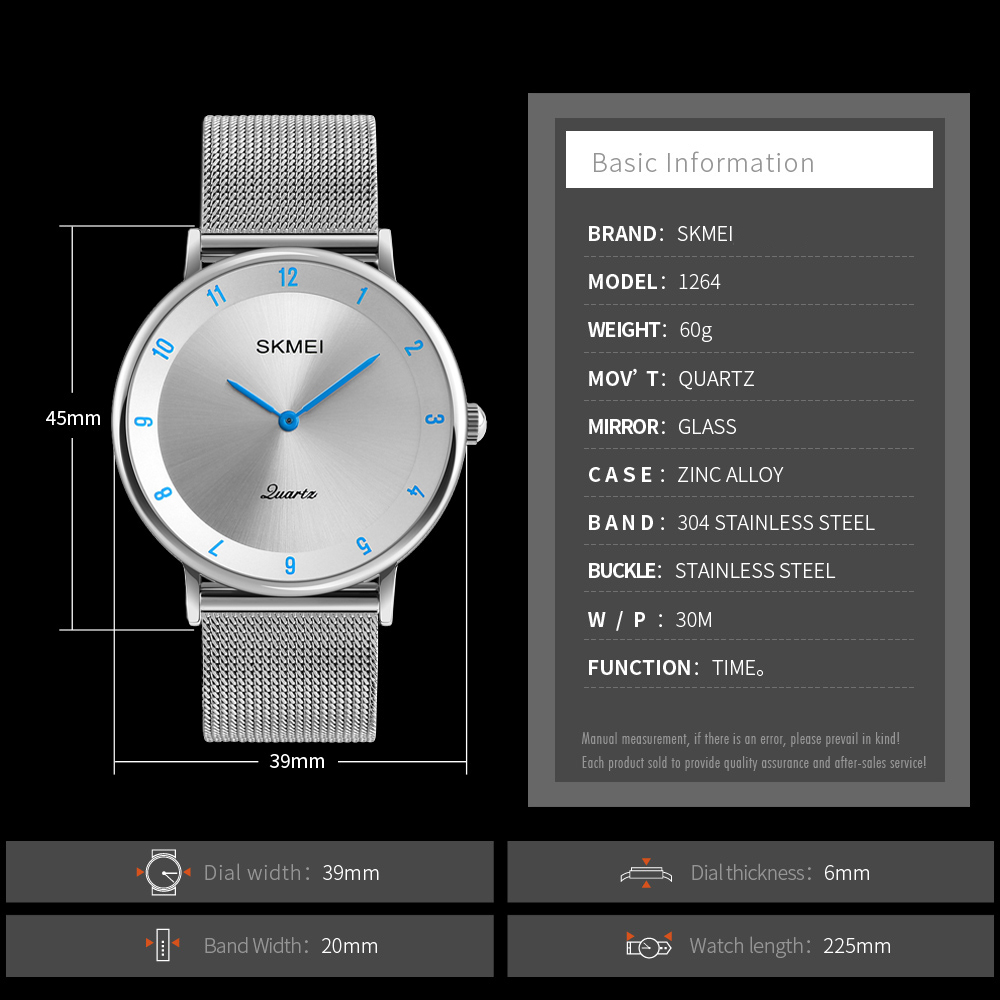 12
11
1
10
2
9
3
8
4
7
5
6
SKMEI
Quartz
45mm
39mm
Basic Information
BRAND: SKMEI
MODEL: 1264
WEIGHT: 60g
MOV' T: QUARTZ
MIRROR: GLASS
CASE: ZINC ALLOY
BAND: 304 STAINLESS STEEL
BUCKLE: STAINLESS STEEL
W / P : 30M
FUNCTION: TIME。
Manual measurement, if there is an error, please prevail in kind!
Each product sold to provide quality assurance and after-sales service!
Dial width: 39mm
Dial thickness: 6mm
Band Width: 20mm
Watch length: 225mm